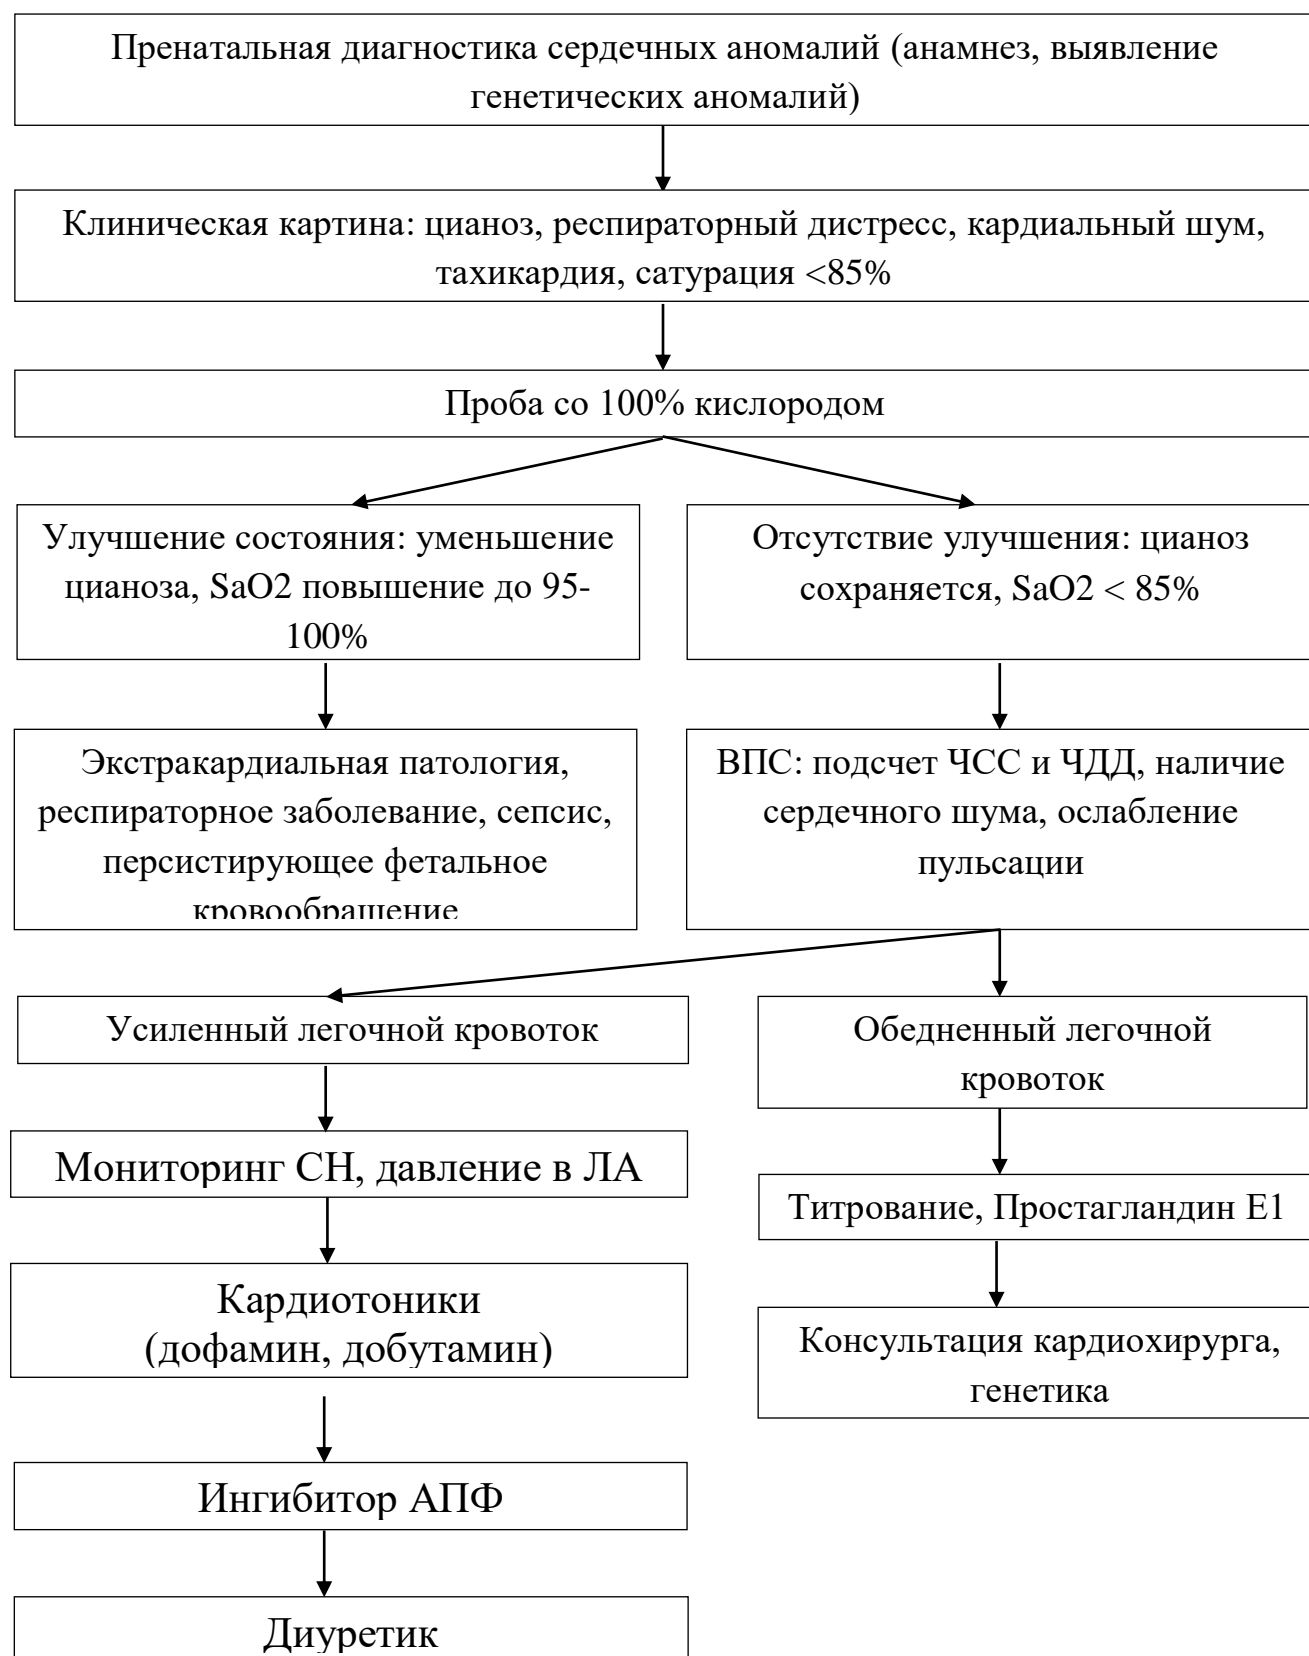 Пренатальная диагностика сердечных аномалий (анамнез, выявление
генетических аномалий)
Клиническая картина: цианоз, респираторный дистресс, кардиальный шум,
тахикардия, сатурация <85%
Проба со 100% кислородом
Улучшение состояния: уменьшение
цианоза, SaO2 повышение до 95-
100%
Отсутствие улучшения: цианоз
сохраняется, SaO2 < 85%
Экстракардиальная патология,
респираторное заболевание, сепсис,
персистирующее фетальное
кровообращение
ВПС: подсчет ЧСС и ЧДД, наличие
сердечного шума, ослабление
пульсации
Усиленный легочной кровоток
Обедненный легочной
кровоток
Мониторинг СН, давление в ЛА
Титрование, Простагландин Е1
Кардиотоники
(дофамин, добутамин)
Консультация кардиохирурга,
генетика
Ингибитор АПФ
Диуретик